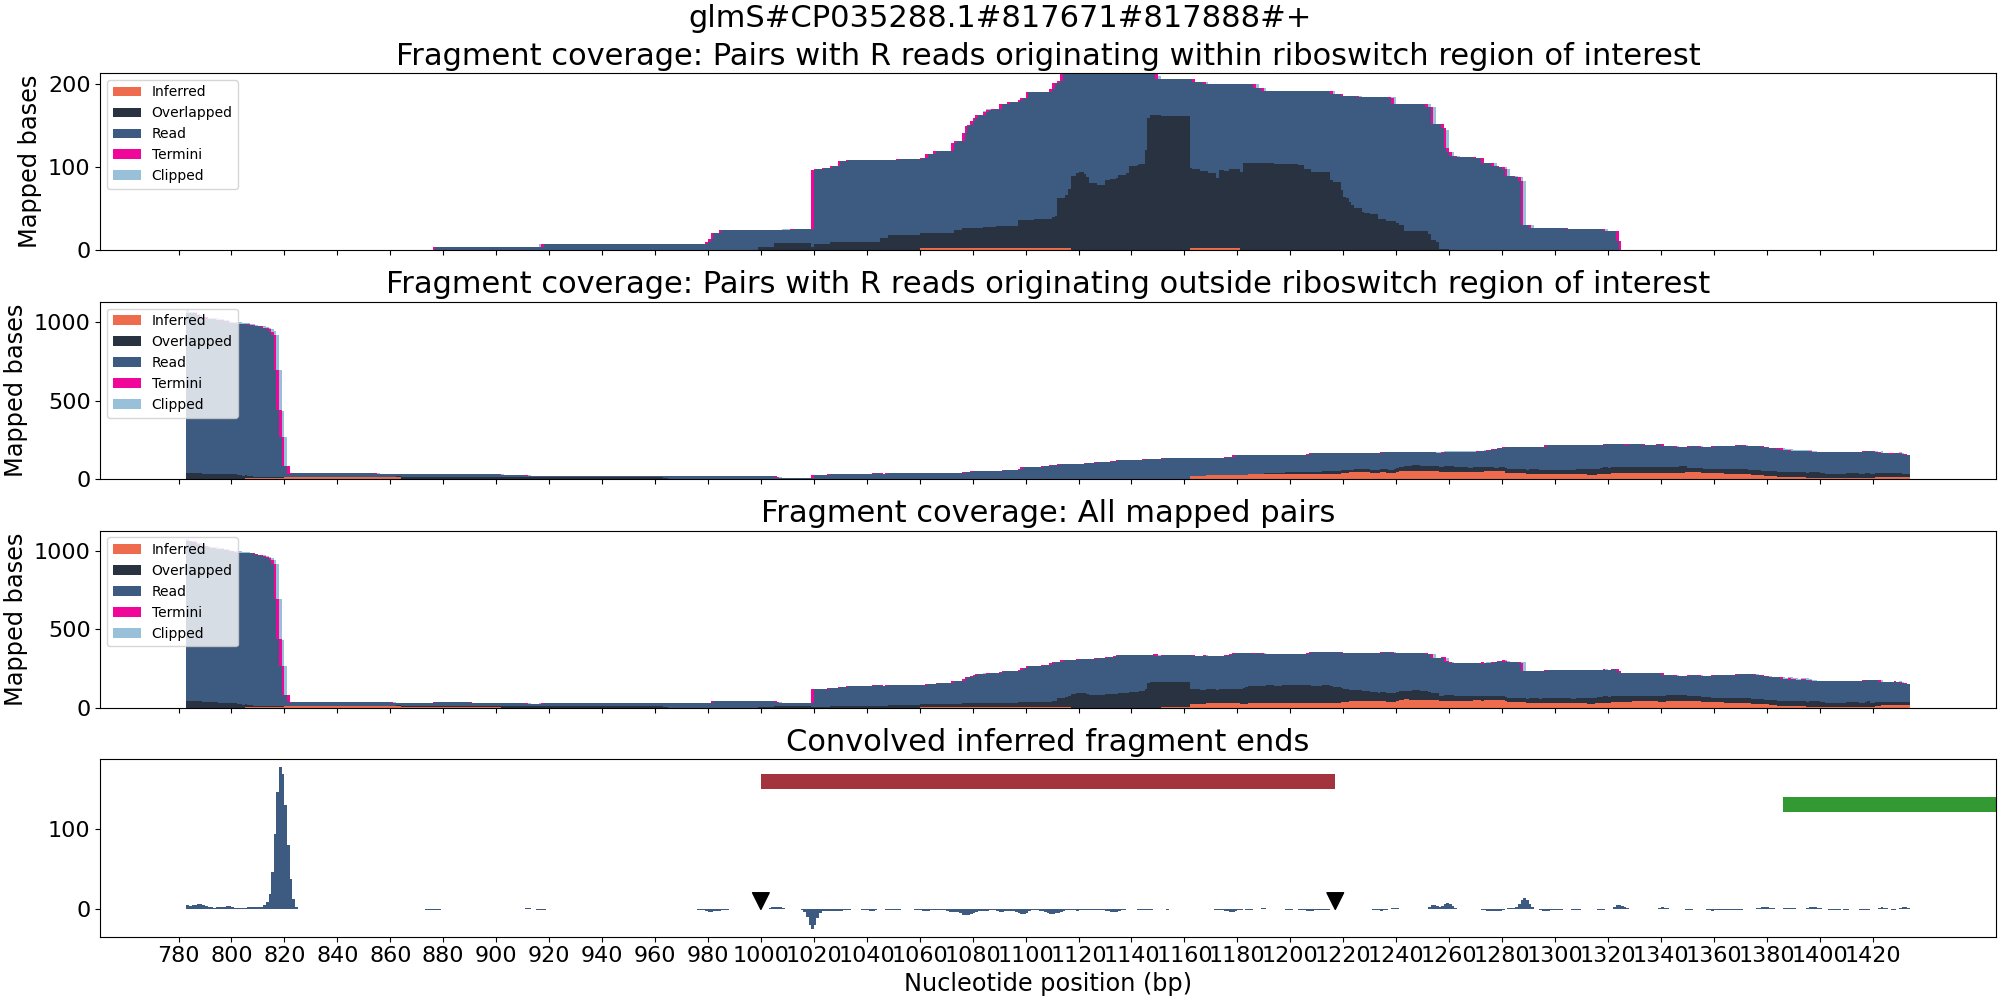 glmS#CP035288.1#817671#817888#+
Fragment coverage: Pairs with R reads originating within riboswitch region of interest
Mapped bases
200
100
0
Inferred
Overlapped
Read
Termini
Clipped
Fragment coverage: Pairs with R reads originating outside riboswitch region of interest
Mapped bases
1000
500
0
Inferred
Overlapped
Read
Termini
Clipped
Fragment coverage: All mapped pairs
Mapped bases
1000
500
0
Inferred
Overlapped
Read
Termini
Clipped
Convolved inferred fragment ends
100
0
780 800 820 840 860 880 900 920 940 960 980 1000 1020 1040 1060 1080 1100 1120 1140 1160 1180 1200 1220 1240 1260 1280 1300 1320 1340 1360 1380 1400 1420
Nucleotide position (bp)